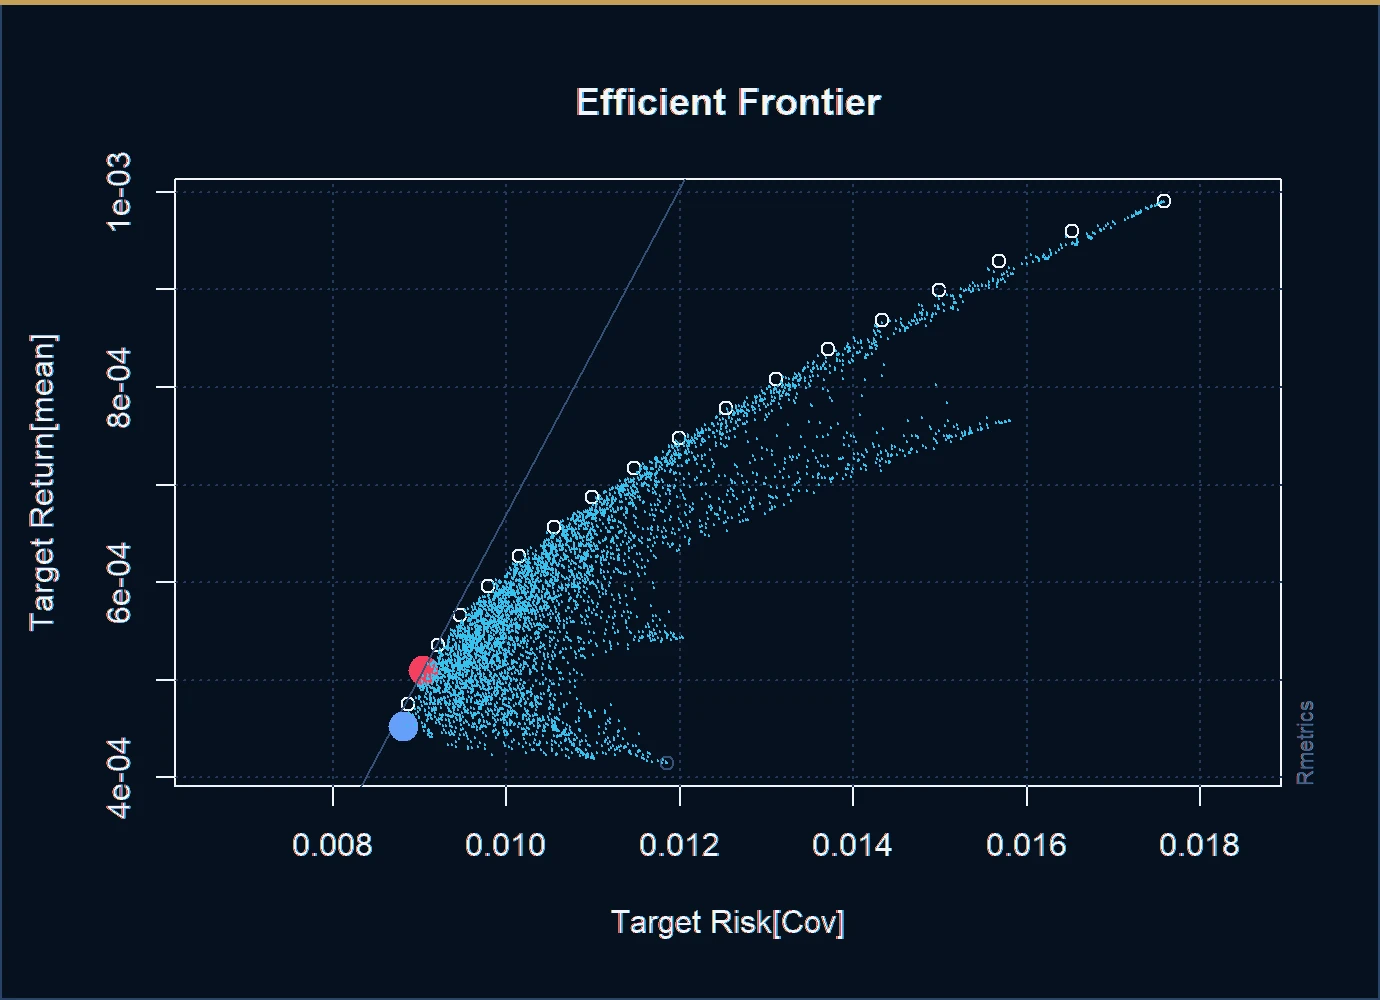 Efficient Frontier
1e-03
8e-04
6e-04
4e-04
Target Return[mean]
0.008 0.010 0.012 0.014 0.016 0.018
Target Risk[Cov]
Rmetrics